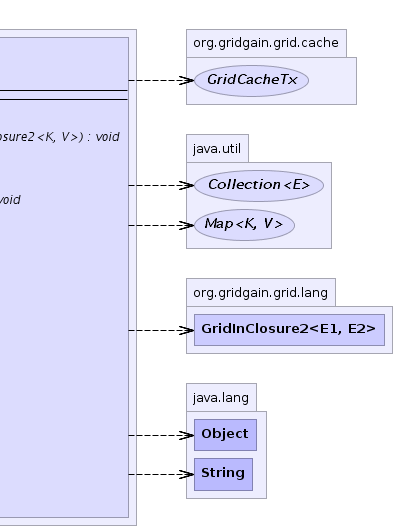 org.gridgain.grid.cache
GridCacheTx
osure2<K, V>) : void
java.util
Collection<E>
void
Map<K, V>
org.gridgain.grid.lang
GridInClosure2<E1, E2>
java.lang
Object
String